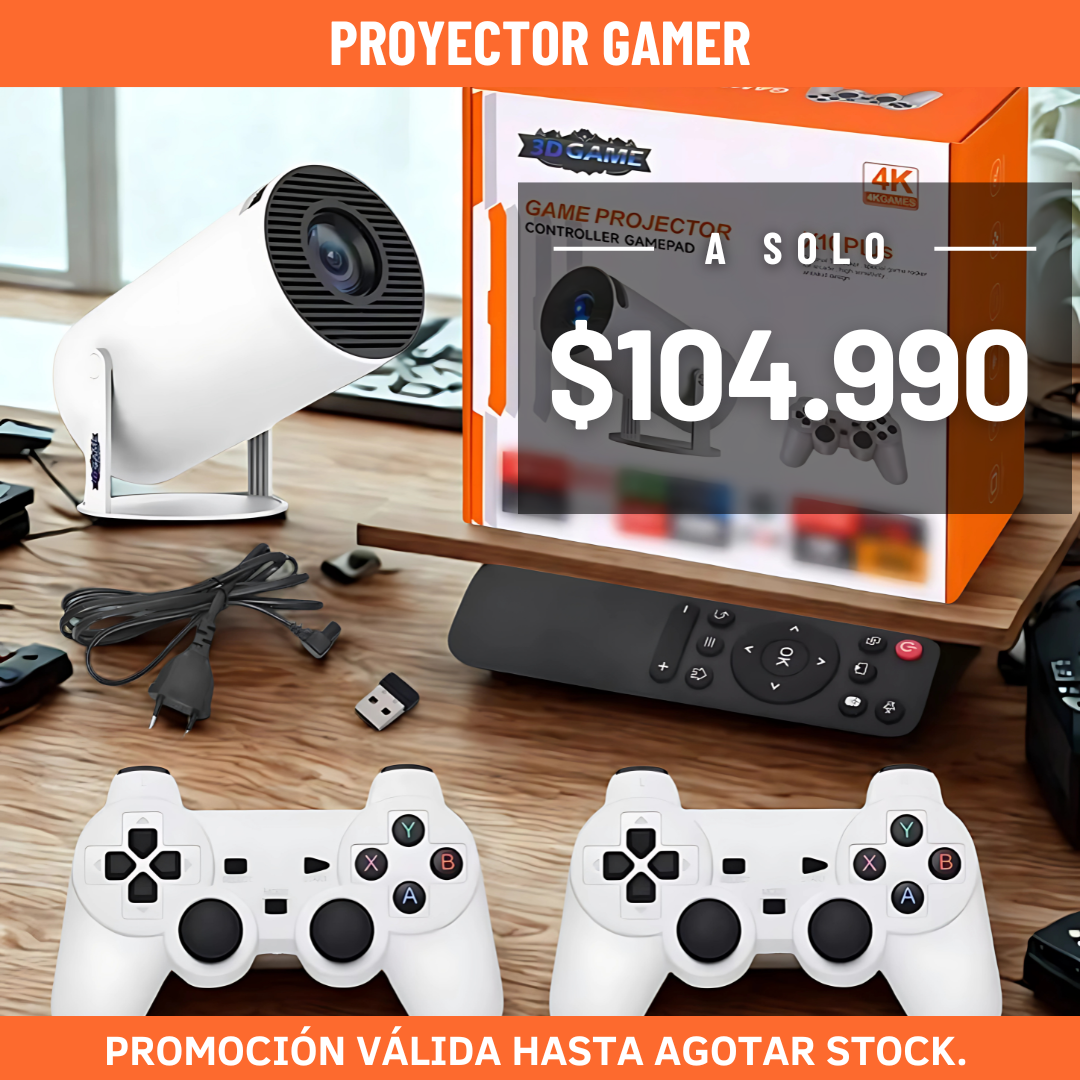 PROYECTOR GAMER
3D GAME
4K
4KGAMES
GAME PROJECTOR
CONTROLLER GAMEPAD
A SOLO
$104.990
3DGAME
OK
Y
X B
A
Y
X B
A
PROMOCIÓN VÁLIDA HASTA AGOTAR STOCK.